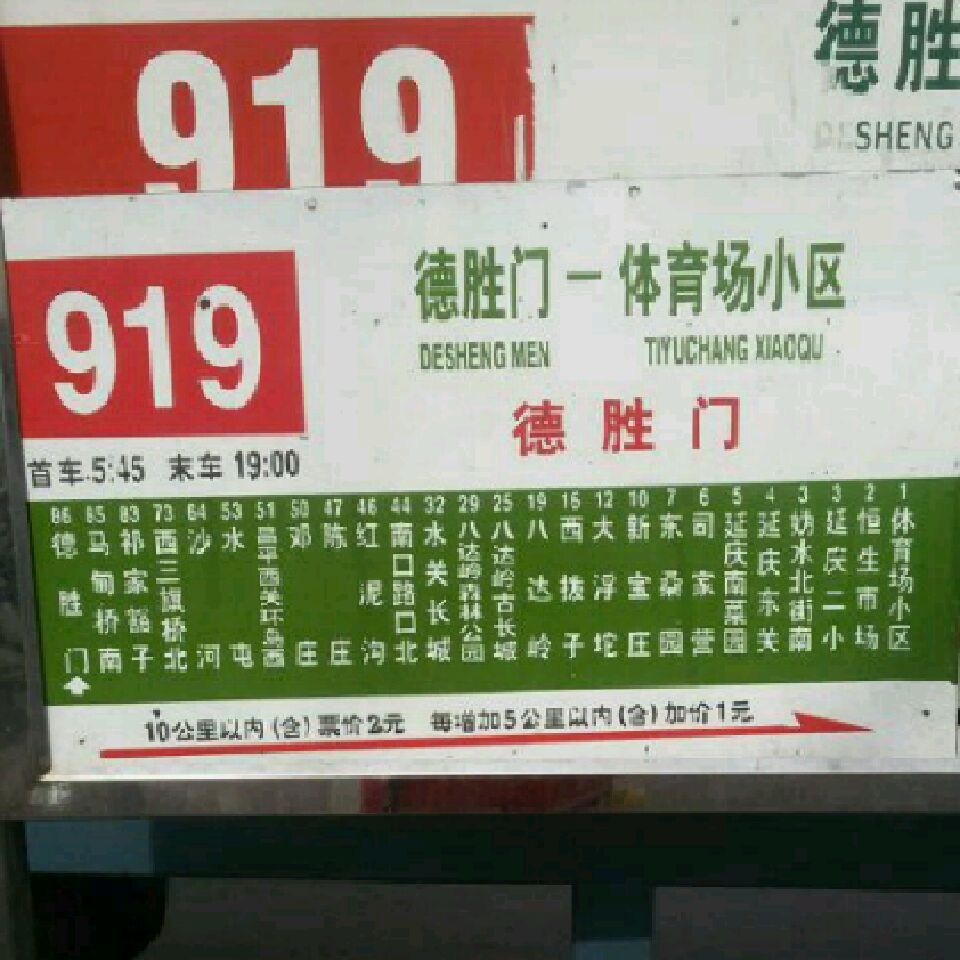 919
德胜
SHENG
919
德胜门－体育场小区
DESHENG MEN TIYUCHANG XIAOQU
德胜门
首车 5:45 末车 19:00
86 德胜门
85 马甸桥南
83 祁家豁子
73 西三旗桥北
64 沙河
53 水屯
51 昌平西关环岛西
50 邓庄
47 陈庄
46 红泥沟
44 南口路口北
32 水关长城
29 八达岭森林公园
25 八达岭古长城
19 八达岭
16 西拨子
12 大浮坨
10 新宝庄
7 东桑园
6 司家营
5 延庆南菜园
4 延庆东关
3 妫水北街南
3 延庆二小
2 恒生市场
1 体育场小区
10公里以内(含)票价2元 每增加5公里以内(含)加价1元